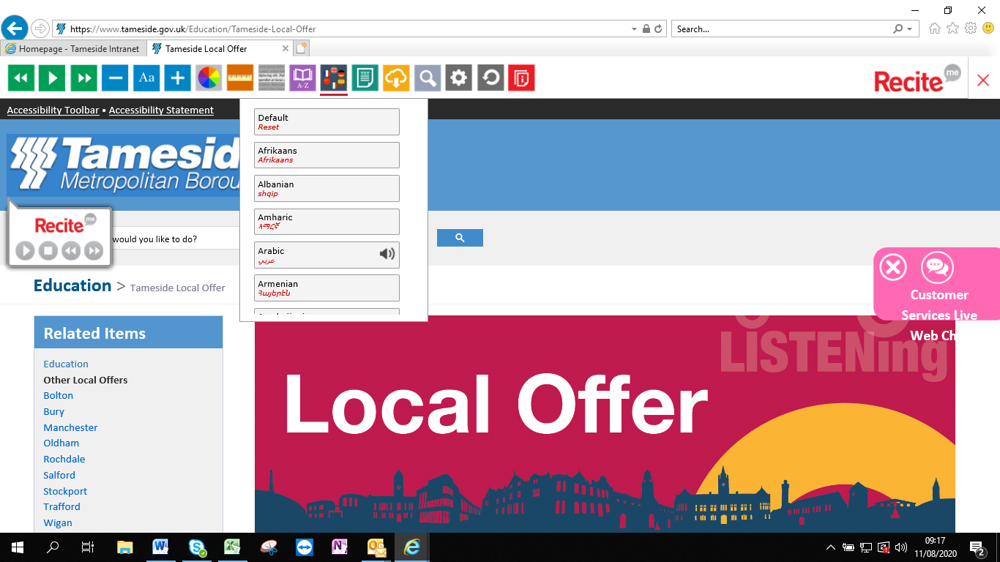 https://www.tameside.gov.uk/Education/Tameside-Local-Offer
Search...
Homepage - Tameside Intranet
Tameside Local Offer
Aa
A-Z
TXT
Recite me
Accessibility Toolbar • Accessibility Statement
Default
Reset
Afrikaans
Afrikaans
Albanian
shqip
Amharic
አማርኛ
Arabic
عربي
Armenian
Հայերէն
Tamesid
Metropolitan Borou
Recite me
would you like to do?
Education > Tameside Local Offer
Customer
Services Live
Web Ch
Related Items
Education
Other Local Offers
Bolton
Bury
Manchester
Oldham
Rochdale
Salford
Stockport
Trafford
Wigan
LiSTENing
Local Offer
09:17
11/08/2020
2